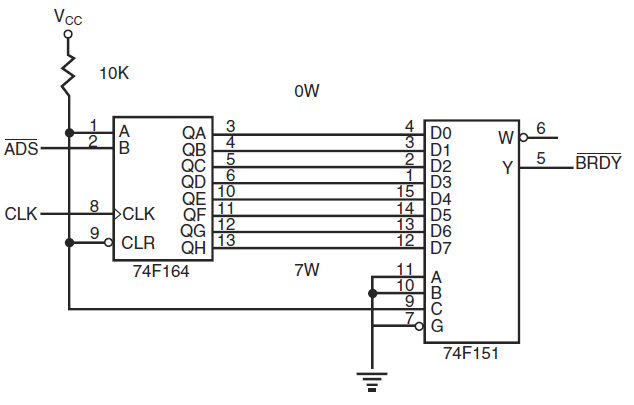 VCC
10K
0W
1 A QA 3 4 D0 W 6
ADS 2 B QB 4 3 D1
QC 5 2 D2 Y 5 BRDY
QD 6 1 D3
QE 10 15 D4
CLK 8 CLK QF 11 14 D5
QG 12 13 D6
9 CLR QH 13 12 D7
74F164 7W 11 A
10 B
9 C
7 G
74F151